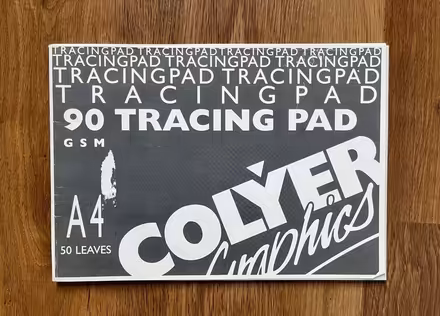 TRACINGPAD TRACINGPAD TRACINGPAD TRACINGPAD
TRACINGPAD TRACINGPAD TRACINGPAD
TRACINGPAD TRACINGPAD
TRACINGPAD
90 TRACING PAD
GSM
COLYER
Graphics
A4
50 LEAVES